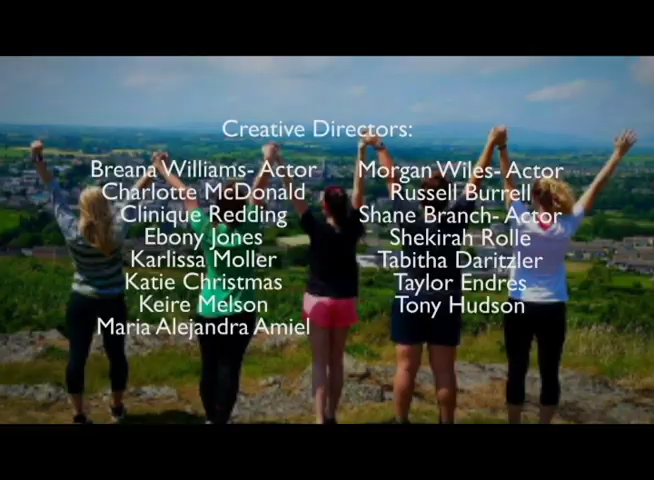 Creative Directors:
Breana Williams- Actor
Charlotte McDonald
Clinique Redding
Ebony Jones
Karlissa Moller
Katie Christmas
Keire Melson
Maria Alejandra Amiel
Morgan Wiles- Actor
Russell Burrell
Shane Branch- Actor
Shekirah Rolle
Tabitha Daritzler
Taylor Endres
Tony Hudson